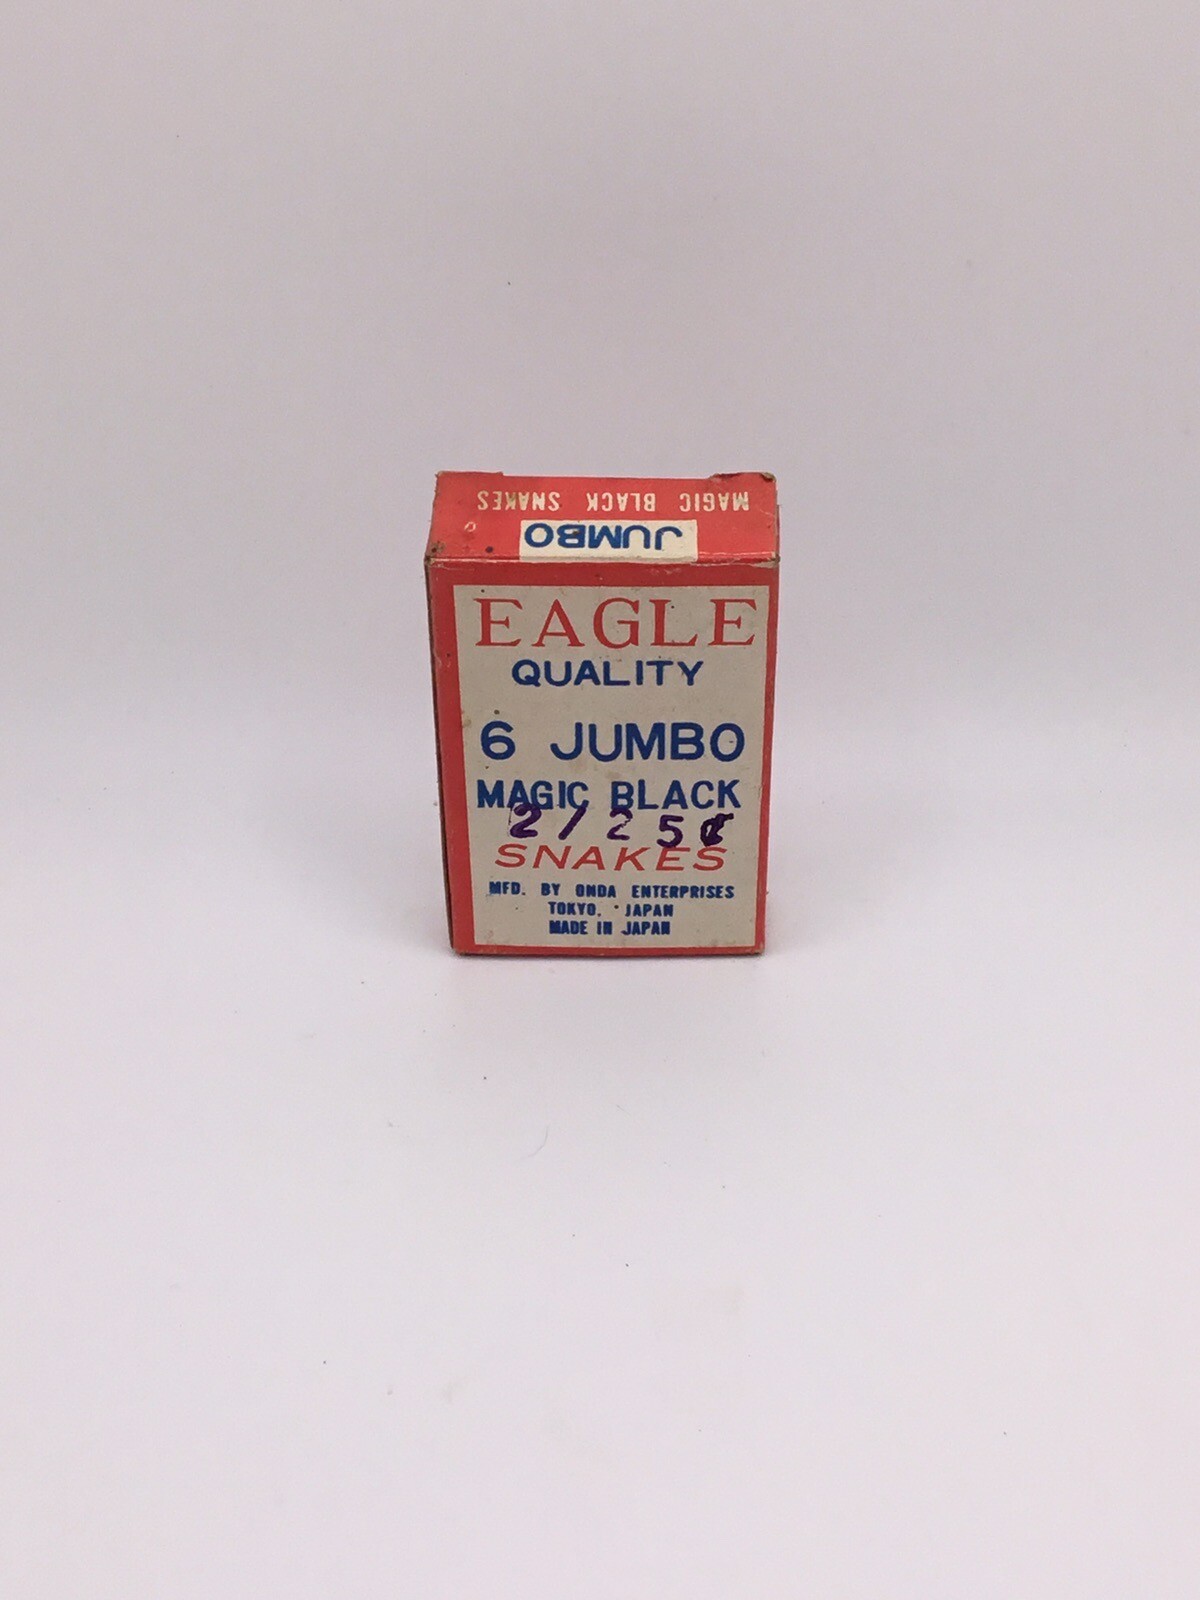 MAGIC BLACK SNAKES
JUMBO
EAGLE
QUALITY
6 JUMBO
MAGIC BLACK
2/25¢
SNAKES
MFD. BY ONDA ENTERPRISES
TOKYO, JAPAN
MADE IN JAPAN